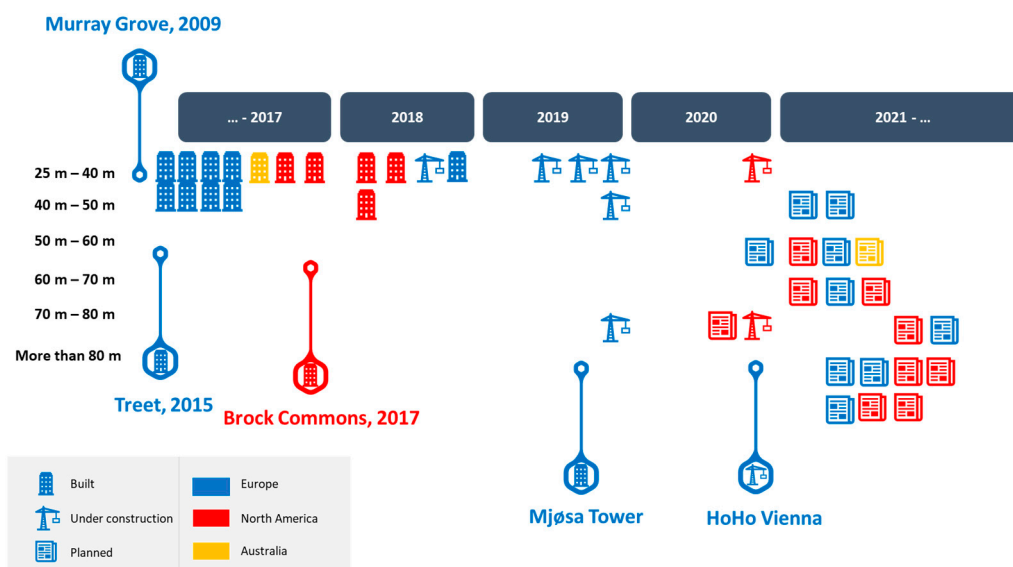 Murray Grove, 2009
... - 2017
2018
2019
2020
2021 - ...
25 m – 40 m
40 m – 50 m
50 m – 60 m
60 m – 70 m
70 m – 80 m
More than 80 m
Treet, 2015
Brock Commons, 2017
Mjøsa Tower
HoHo Vienna
Built
Europe
Under construction
North America
Planned
Australia